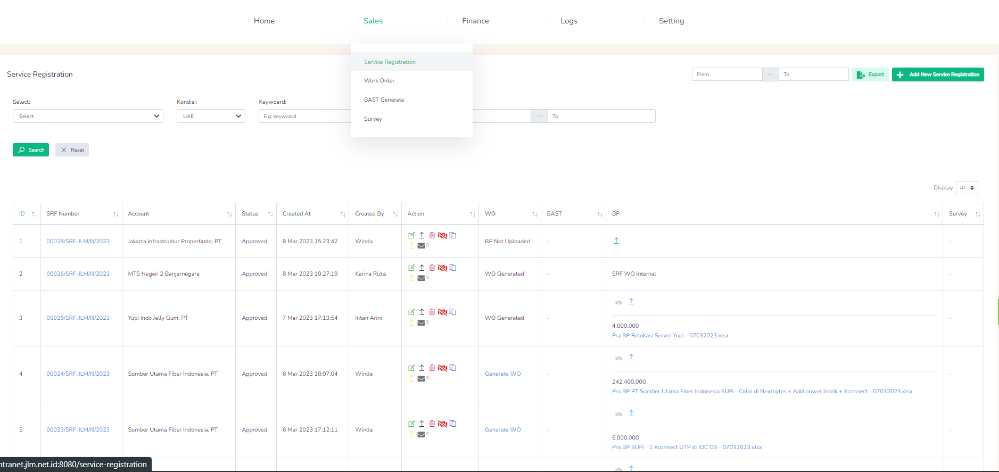 Home Sales Finance Logs Setting
Service Registration
Work Order
BAST Generate
Survey
Service Registration
From ... To Export Add New Service Registration
Select: Kondisi: Keywoard:
Select LIKE E.g: keywoard ... To
Search Reset
Display 10
ID SRF Number Account Status Created At Created By Action WO BAST BP Survey
1 00028/SRF-JLM/III/2023 Jakarta Infrastruktur Propertindo, PT Approved 8 Mar 2023 15:23:42 Winda 0 BP Not Uploaded - -
2 00026/SRF-JLM/III/2023 MTS Negeri 2 Banjarnegara Approved 8 Mar 2023 10:27:19 Karina Rizta 0 WO Generated - SRF WO Internal -
3 00025/SRF-JLM/III/2023 Yupi Indo Jelly Gum, PT Approved 7 Mar 2023 17:13:54 Intan Arini 0 WO Generated - -
4.000.000
Pra BP Relokasi Server Yupi - 07032023.xlsx
4 00024/SRF-JLM/III/2023 Sumber Utama Fiber Indonesia, PT Approved 6 Mar 2023 18:07:04 Winda 0 Generate WO - -
242.400.000
Pra BP PT Sumber Utama Fiber Indonesia SUFI - Collo di Nextbytes + Add power listrik + Xconnect - 07032023.xlsx
5 00023/SRF-JLM/III/2023 Sumber Utama Fiber Indonesia, PT Approved 6 Mar 2023 17:12:11 Winda 0 Generate WO - -
6.000.000
Pra BP SUFI - 1 Xconnect UTP di IDC D3 - 07032023.xlsx
ntranet.jlm.net.id:8080/service-registration